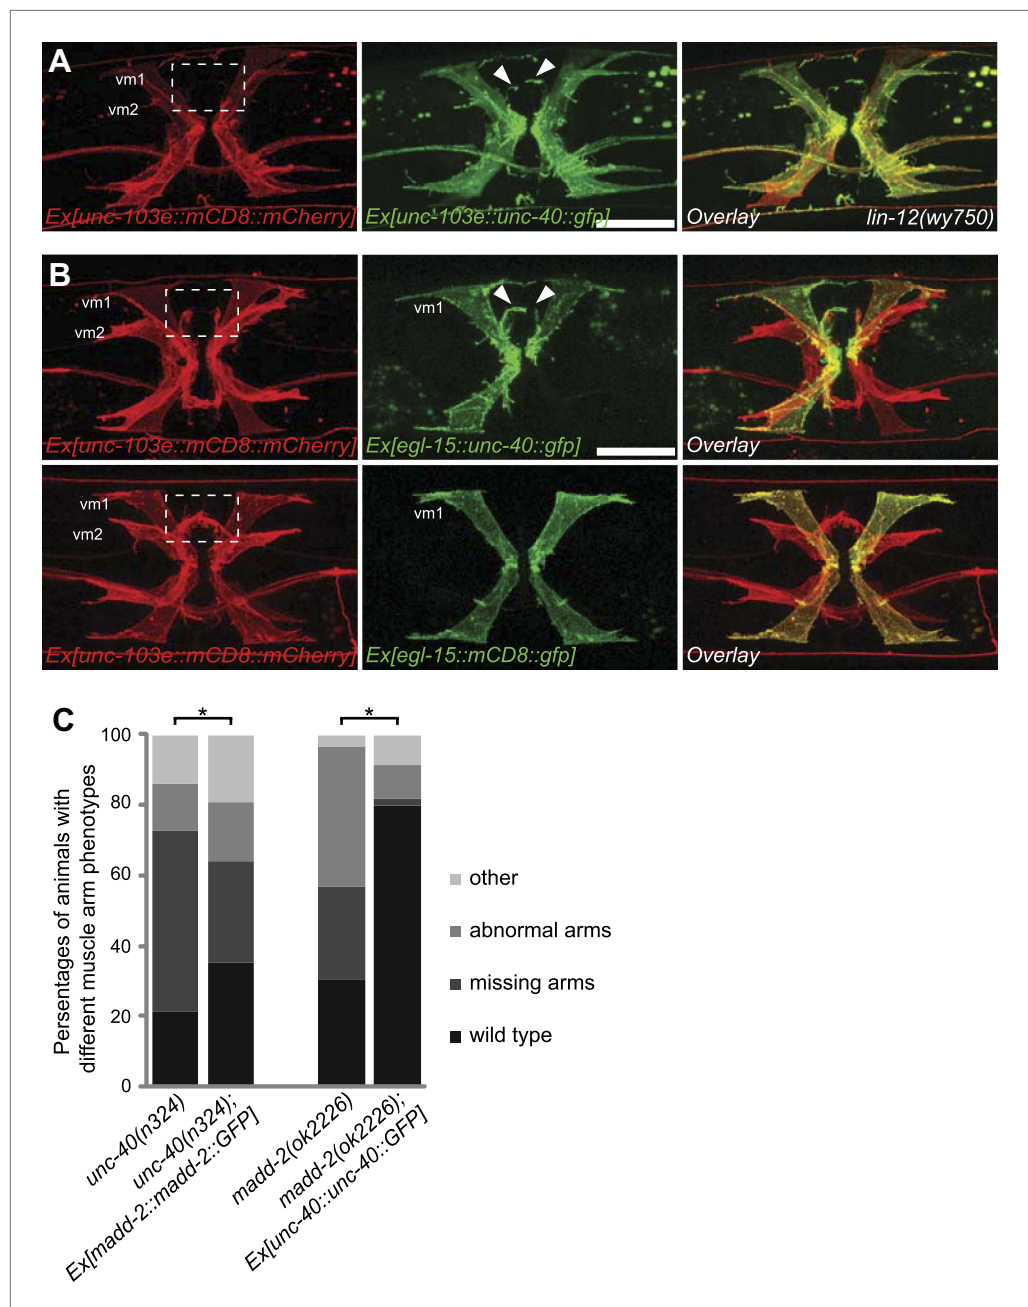 A
vm1
vm2
Ex[unc-103e::mCD8::mCherry]
Ex[unc-103e::unc-40::gfp]
Overlay
lin-12(wy750)
B
vm1
vm2
Ex[unc-103e::mCD8::mCherry]
vm1
Ex[egl-15::unc-40::gfp]
Overlay
vm1
vm2
Ex[unc-103e::mCD8::mCherry]
vm1
Ex[egl-15::mCD8::gfp]
Overlay
C
Persentages of animals with
different muscle arm phenotypes
100
80
60
40
20
0
*
*
other
abnormal arms
missing arms
wild type
unc-40(n324)
unc-40(n324);
Ex[madd-2::madd-2::GFP]
madd-2(ok2226)
madd-2(ok2226);
Ex[unc-40::unc-40::GFP]